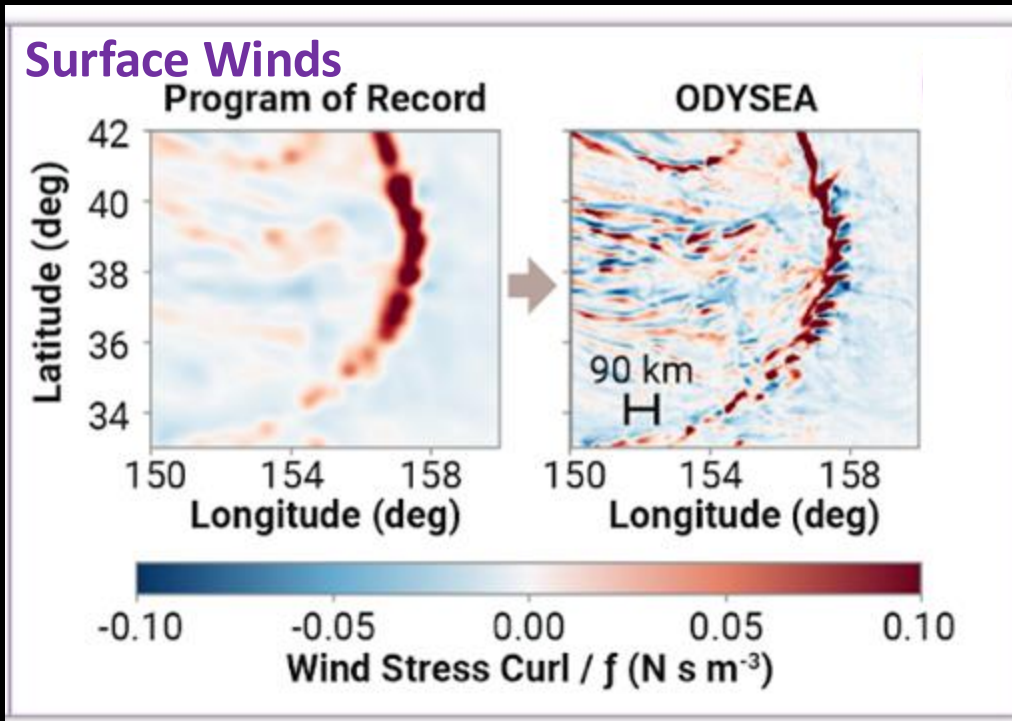 Surface Winds
Program of Record
ODYSEA
Latitude (deg)
42
40
38
36
34
90 km
150 154 158
150 154 158
Longitude (deg)
Longitude (deg)
-0.10 -0.05 0.00 0.05 0.10
Wind Stress Curl / ƒ (N s m⁻³)